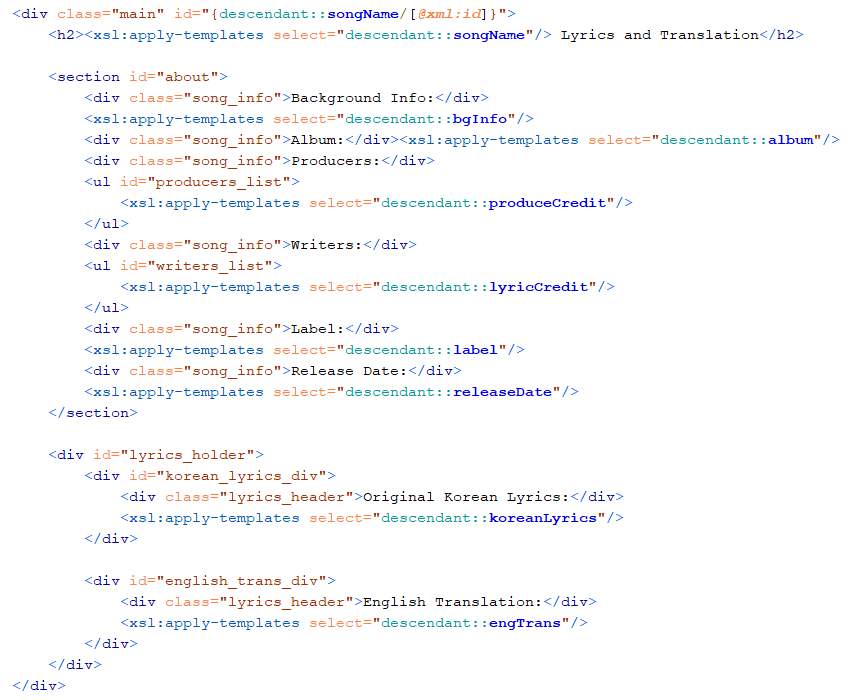 <div class="main" id="{descendant::songName/[@xml:id]}">
<h2><xsl:apply-templates select="descendant::songName"/> Lyrics and Translation</h2>
<section id="about">
<div class="song_info">Background Info:</div>
<xsl:apply-templates select="descendant::bgInfo"/>
<div class="song_info">Album:</div><xsl:apply-templates select="descendant::album"/>
<div class="song_info">Producers:</div>
<ul id="producers_list">
<xsl:apply-templates select="descendant::produceCredit"/>
</ul>
<div class="song_info">Writers:</div>
<ul id="writers_list">
<xsl:apply-templates select="descendant::lyricCredit"/>
</ul>
<div class="song_info">Label:</div>
<xsl:apply-templates select="descendant::label"/>
<div class="song_info">Release Date:</div>
<xsl:apply-templates select="descendant::releaseDate"/>
</section>
<div id="lyrics_holder">
<div id="korean_lyrics_div">
<div class="lyrics_header">Original Korean Lyrics:</div>
<xsl:apply-templates select="descendant::koreanLyrics"/>
</div>
<div id="english_trans_div">
<div class="lyrics_header">English Translation:</div>
<xsl:apply-templates select="descendant::engTrans"/>
</div>
</div>
</div>